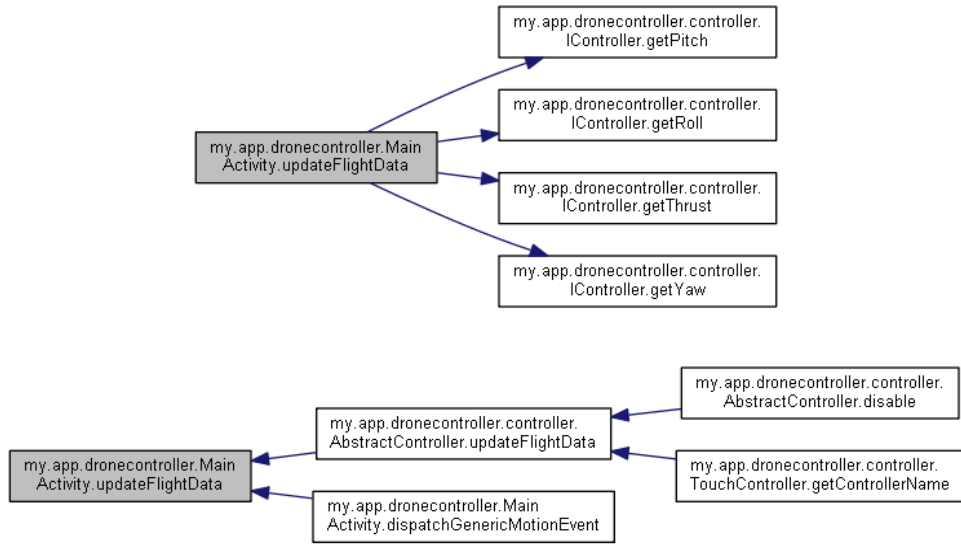 my.app.dronecontroller.controller.
IController.getPitch
my.app.dronecontroller.controller.
IController.getRoll
my.app.dronecontroller.Main
Activity.updateFlightData
my.app.dronecontroller.controller.
IController.getThrust
my.app.dronecontroller.controller.
IController.getYaw
my.app.dronecontroller.controller.
AbstractController.disable
my.app.dronecontroller.controller.
AbstractController.updateFlightData
my.app.dronecontroller.Main
Activity.updateFlightData
my.app.dronecontroller.controller.
TouchController.getControllerName
my.app.dronecontroller.Main
Activity.dispatchGenericMotionEvent